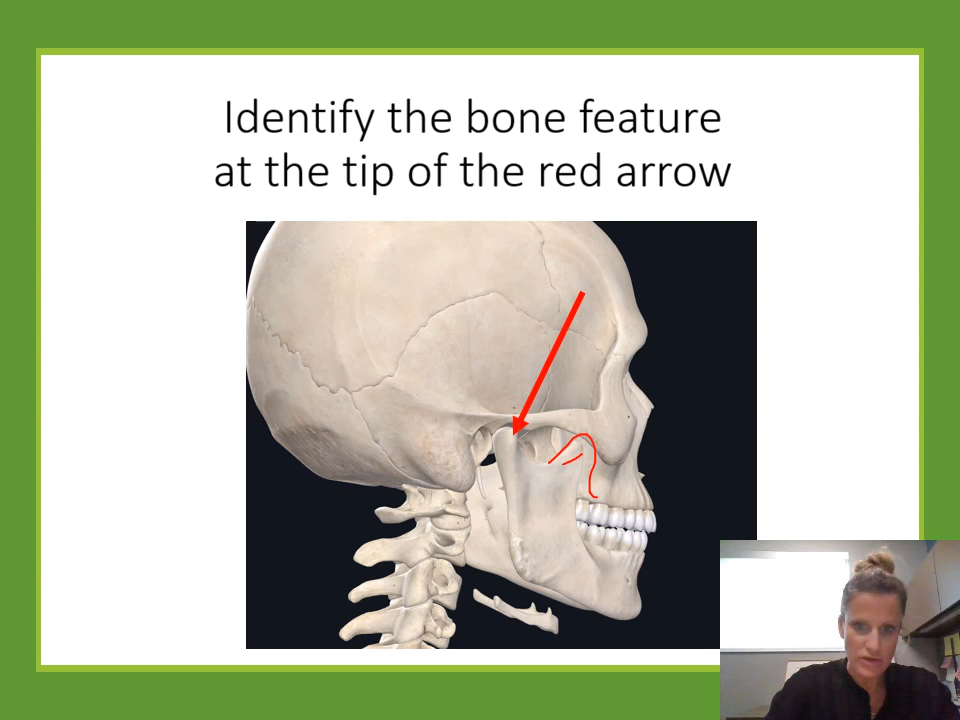 Identify the bone feature
at the tip of the red arrow